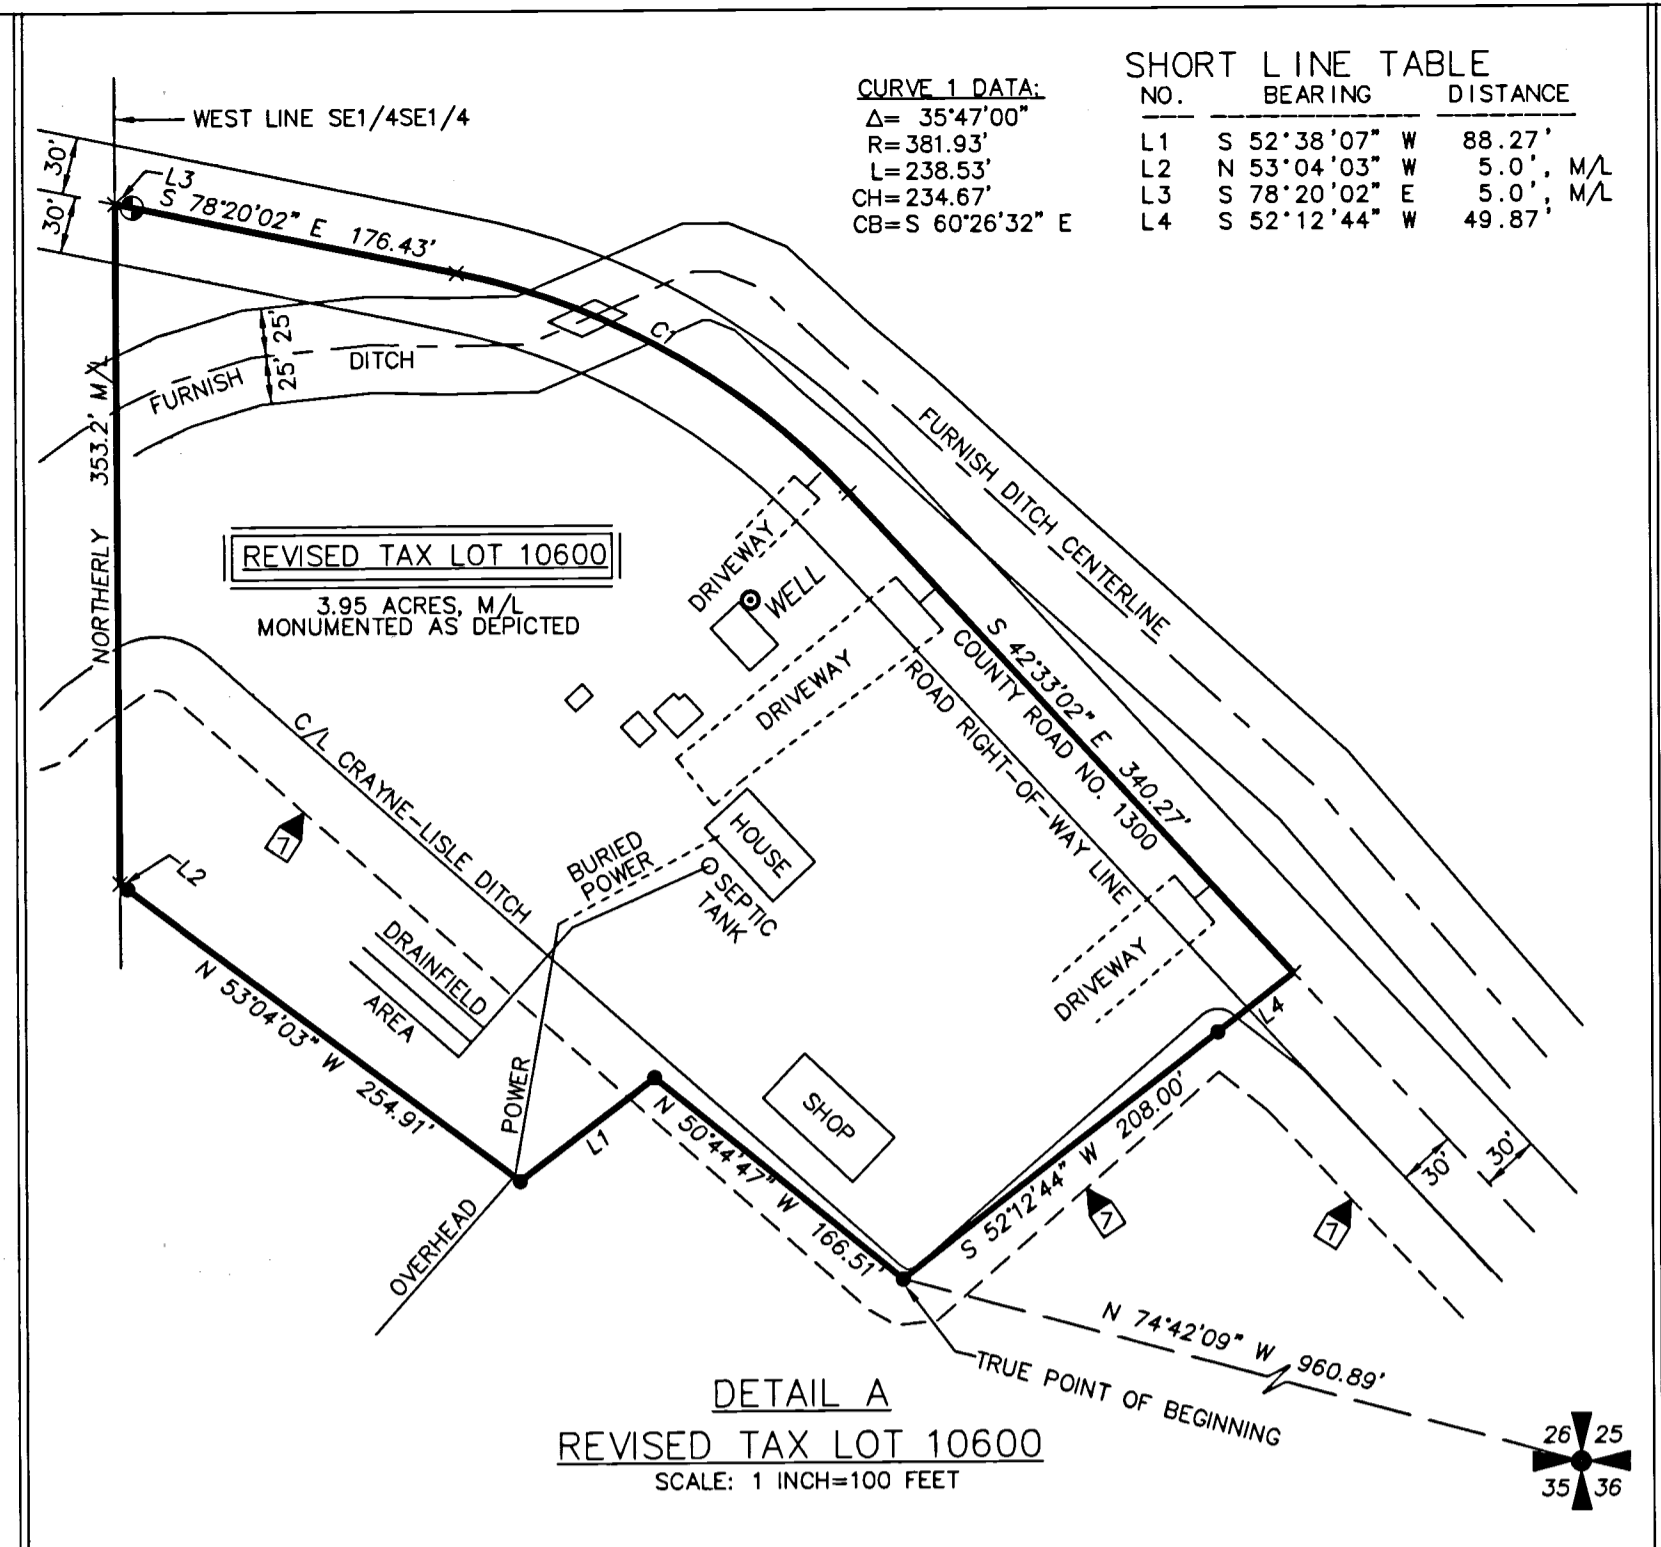 SHORT LINE TABLE
NO. BEARING DISTANCE
L1 S 52°38'07" W 88.27'
L2 N 53°04'03" W 5.0', M/L
L3 S 78°20'02" E 5.0', M/L
L4 S 52°12'44" W 49.87'
CURVE 1 DATA:
Δ= 35°47'00"
R=381.93'
L=238.53'
CH=234.67'
CB=S 60°26'32" E
WEST LINE SE1/4SE1/4
30'
30'
L3
S 78°20'02" E 176.43'
C1
25'
25'
FURNISH DITCH
NORTHERLY 353.2' M/L
FURNISH DITCH CENTERLINE
REVISED TAX LOT 10600
3.95 ACRES, M/L
MONUMENTED AS DEPICTED
DRIVEWAY
WELL
DRIVEWAY
S 42°33'02" E 340.27'
COUNTY ROAD NO. 1300
ROAD RIGHT-OF-WAY LINE
C/L CRAYNE-LISLE DITCH
1
HOUSE
BURIED
POWER
SEPTIC
TANK
L2
DRAINFIELD
AREA
DRIVEWAY
N 53°04'03" W 254.91'
POWER
OVERHEAD
L1
L4
SHOP
N 50°44'47" W 166.51'
S 52°12'44" W 208.00'
1
1
30'
30'
N 74°42'09" W 960.89'
TRUE POINT OF BEGINNING
DETAIL A
REVISED TAX LOT 10600
SCALE: 1 INCH=100 FEET
26 25
35 36